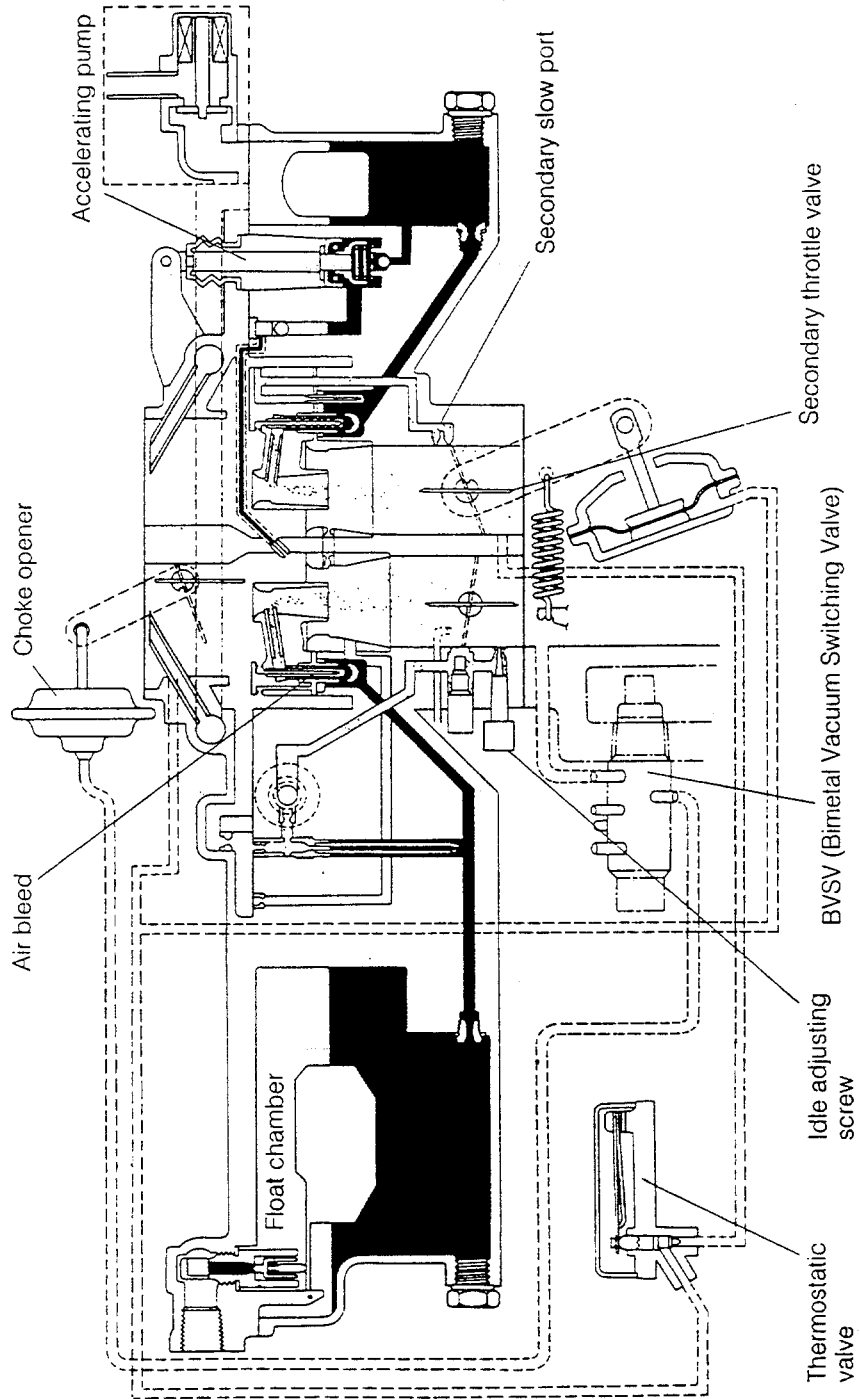 Accelerating pump
Choke opener
Secondary slow port
Air bleed
Float chamber
Secondary throttle valve
BVSV (Bimetal Vacuum Switching Valve)
Idle adjusting
screw
Thermostatic
valve